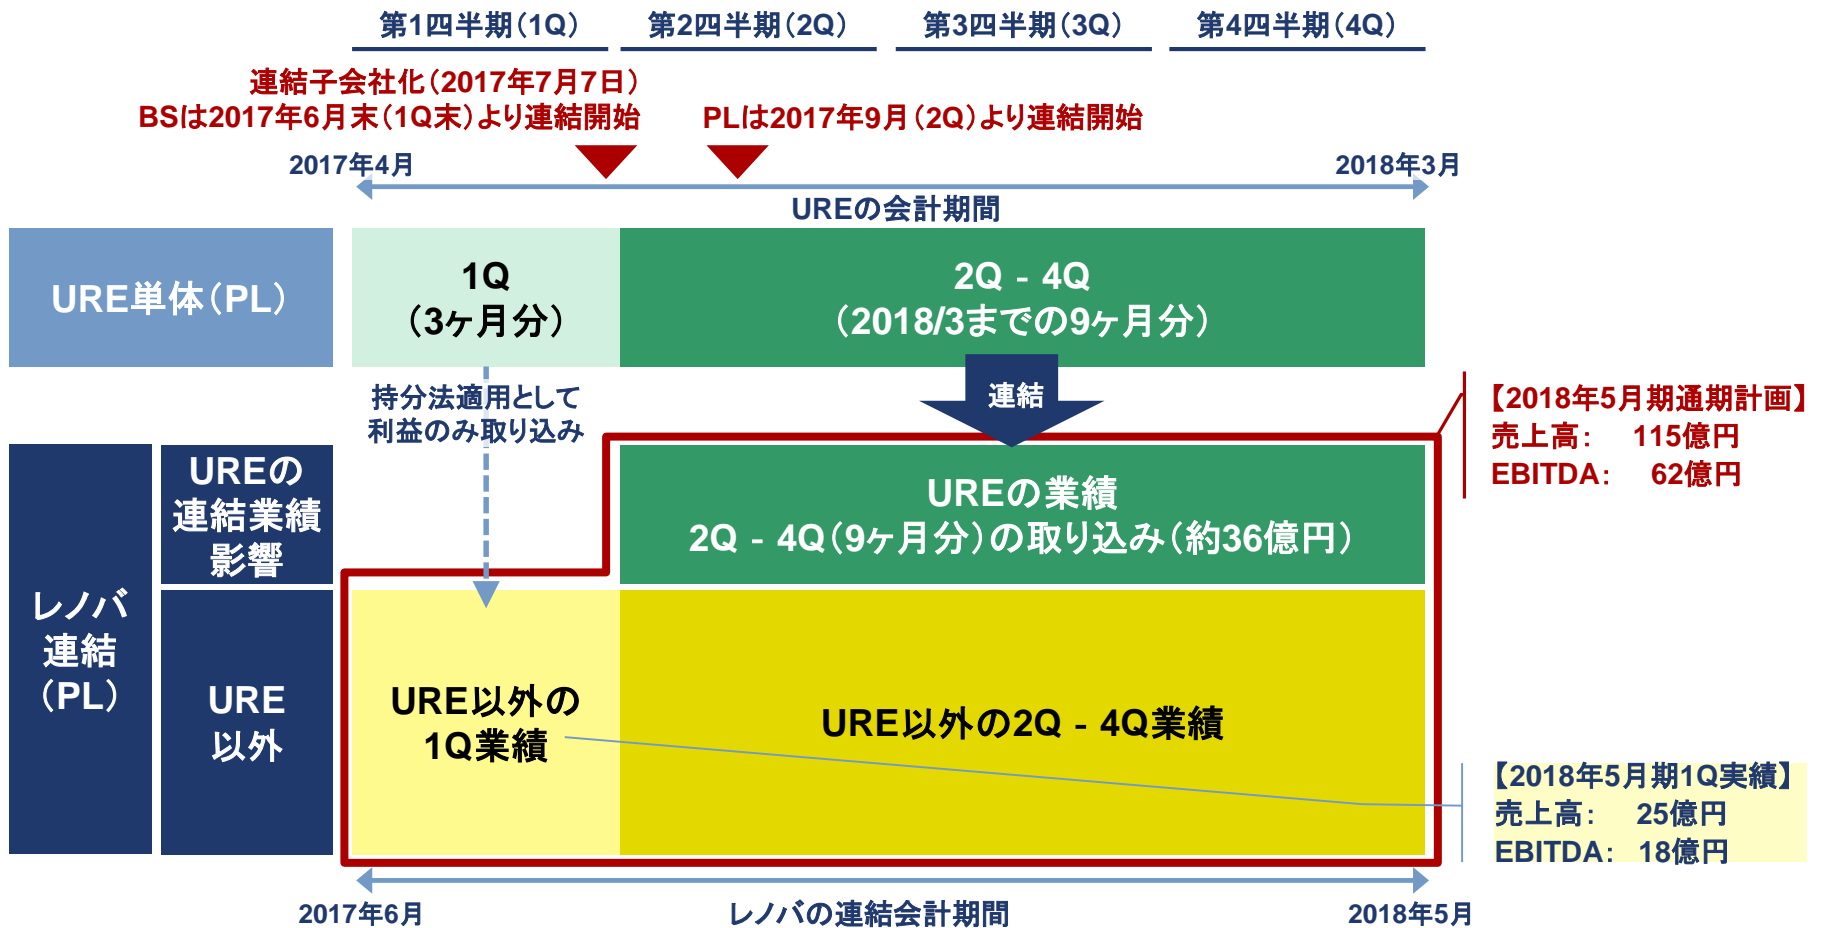 第1四半期（1Q）
第2四半期（2Q）
第3四半期（3Q）
第4四半期（4Q）
連結子会社化（2017年7月7日）
BSは2017年6月末（1Q末）より連結開始
PLは2017年9月（2Q）より連結開始
2017年4月
2018年3月
UREの会計期間
URE単体（PL）
1Q
（3ヶ月分）
2Q - 4Q
（2018/3までの9ヶ月分）
持分法適用として
利益のみ取り込み
連結
【2018年5月期通期計画】
売上高： 115億円
EBITDA： 62億円
レノバ
連結
（PL）
UREの
連結業績
影響
UREの業績
2Q - 4Q（9ヶ月分）の取り込み（約36億円）
URE
以外
URE以外の
1Q業績
URE以外の2Q - 4Q業績
【2018年5月期1Q実績】
売上高： 25億円
EBITDA： 18億円
2017年6月
レノバの連結会計期間
2018年5月